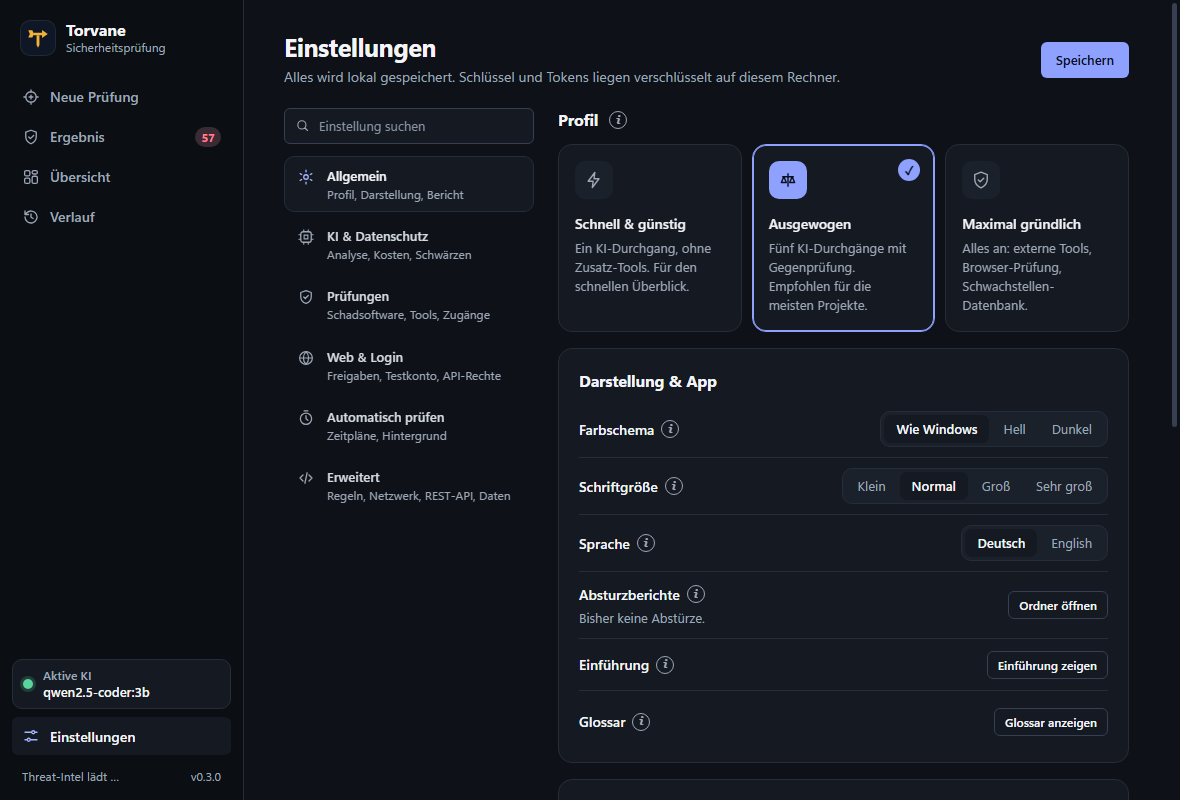 Torvane
Sicherheitsprüfung
Neue Prüfung
Ergebnis
57
Übersicht
Verlauf
Aktive KI
qwen2.5-coder:3b
Einstellungen
Threat-Intel lädt ...
v0.3.0
Einstellungen
Alles wird lokal gespeichert. Schlüssel und Tokens liegen verschlüsselt auf diesem Rechner.
Speichern
Einstellung suchen
Allgemein
Profil, Darstellung, Bericht
KI & Datenschutz
Analyse, Kosten, Schwärzen
Prüfungen
Schadsoftware, Tools, Zugänge
Web & Login
Freigaben, Testkonto, API-Rechte
Automatisch prüfen
Zeitpläne, Hintergrund
Erweitert
Regeln, Netzwerk, REST-API, Daten
Profil
Schnell & günstig
Ein KI-Durchgang, ohne
Zusatz-Tools. Für den
schnellen Überblick.
Ausgewogen
Fünf KI-Durchgänge mit
Gegenprüfung.
Empfohlen für die
meisten Projekte.
Maximal gründlich
Alles an: externe Tools,
Browser-Prüfung,
Schwachstellen-
Datenbank.
Darstellung & App
Farbschema
Wie Windows Hell Dunkel
Schriftgröße
Klein Normal Groß Sehr groß
Sprache
Deutsch English
Absturzberichte
Bisher keine Abstürze.
Ordner öffnen
Einführung
Einführung zeigen
Glossar
Glossar anzeigen